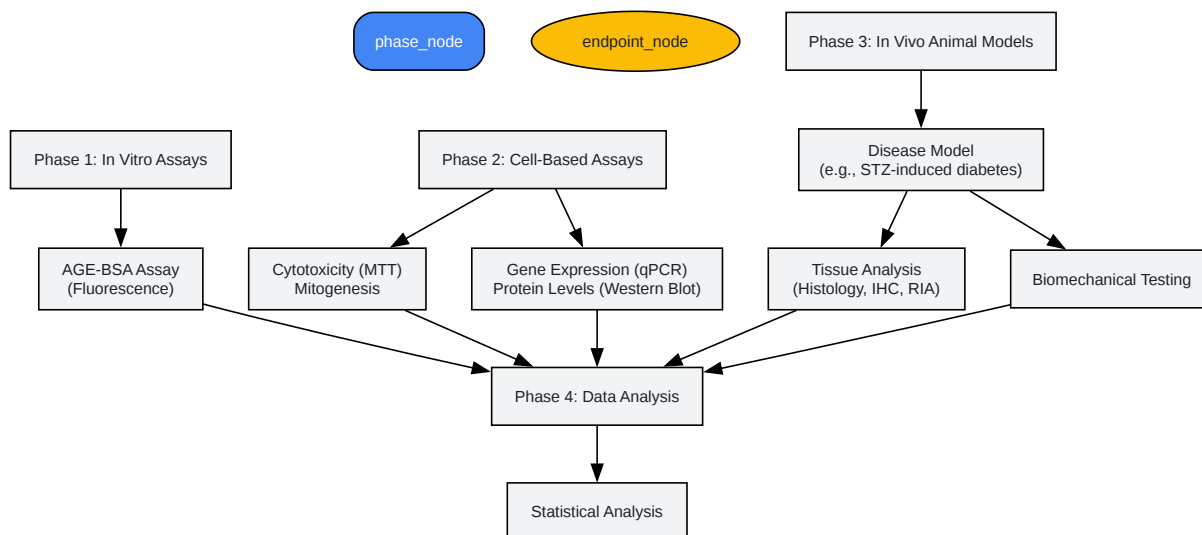 phase_node
endpoint_node
Phase 3: In Vivo Animal Models
Phase 1: In Vitro Assays
Phase 2: Cell-Based Assays
Disease Model
(e.g., STZ-induced diabetes)
AGE-BSA Assay
(Fluorescence)
Cytotoxicity (MTT)
Mitogenesis
Gene Expression (qPCR)
Protein Levels (Western Blot)
Tissue Analysis
(Histology, IHC, RIA)
Biomechanical Testing
Phase 4: Data Analysis
Statistical Analysis